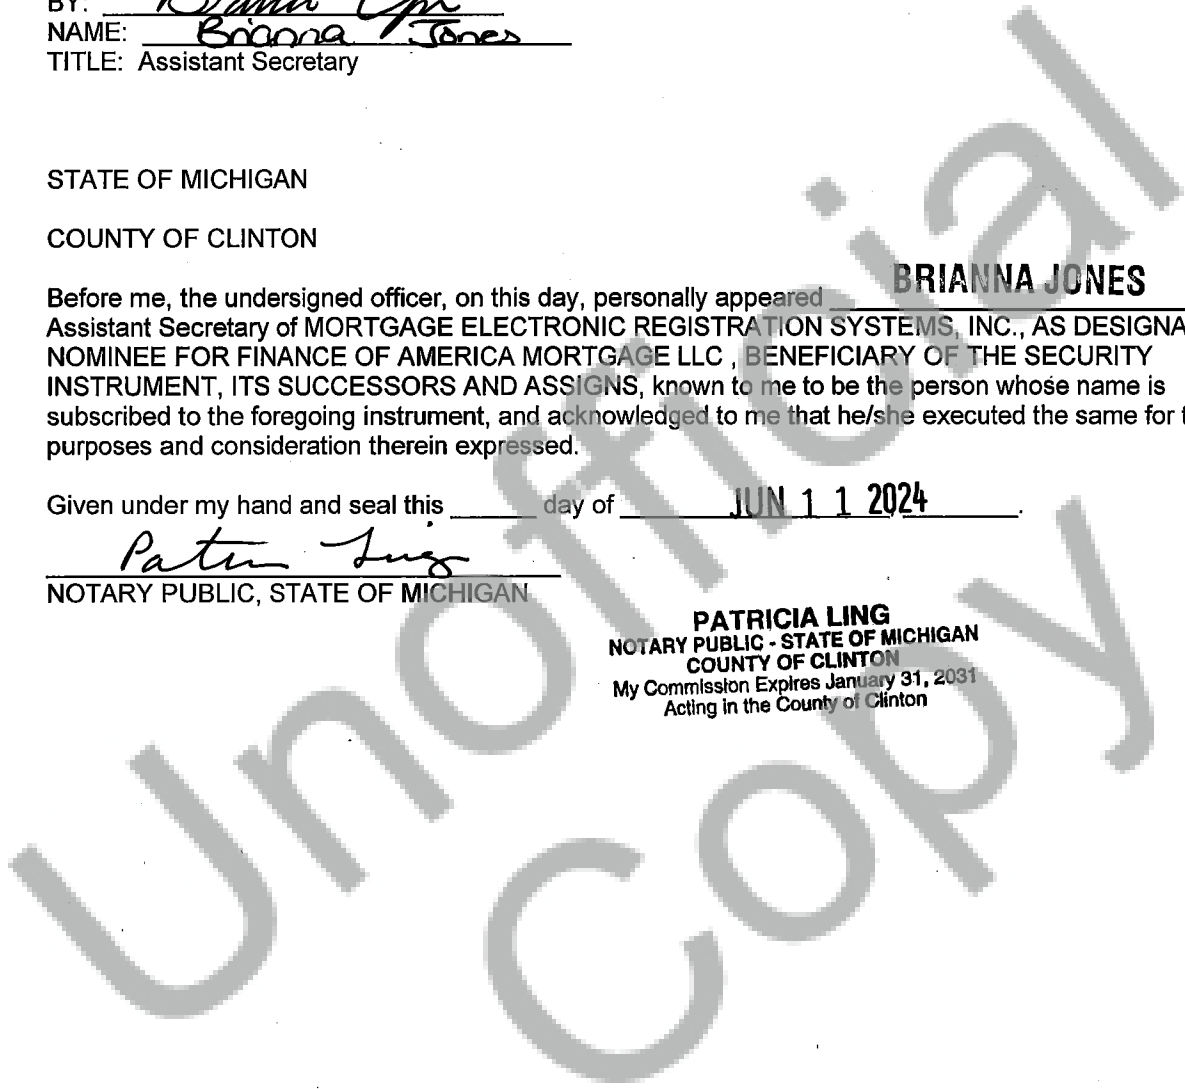 BY: Brianna Jones
NAME: Brianna Jones
TITLE: Assistant Secretary
STATE OF MICHIGAN
COUNTY OF CLINTON
Before me, the undersigned officer, on this day, personally appeared BRIANNA JONES
Assistant Secretary of MORTGAGE ELECTRONIC REGISTRATION SYSTEMS, INC., AS DESIGNA
NOMINEE FOR FINANCE OF AMERICA MORTGAGE LLC , BENEFICIARY OF THE SECURITY
INSTRUMENT, ITS SUCCESSORS AND ASSIGNS, known to me to be the person whose name is
subscribed to the foregoing instrument, and acknowledged to me that he/she executed the same for t
purposes and consideration therein expressed.
Given under my hand and seal this ______ day of JUN 1 1 2024.
Patricia Ling
NOTARY PUBLIC, STATE OF MICHIGAN
PATRICIA LING
NOTARY PUBLIC - STATE OF MICHIGAN
COUNTY OF CLINTON
My Commission Expires January 31, 2031
Acting in the County of Clinton
Unofficial
Copy